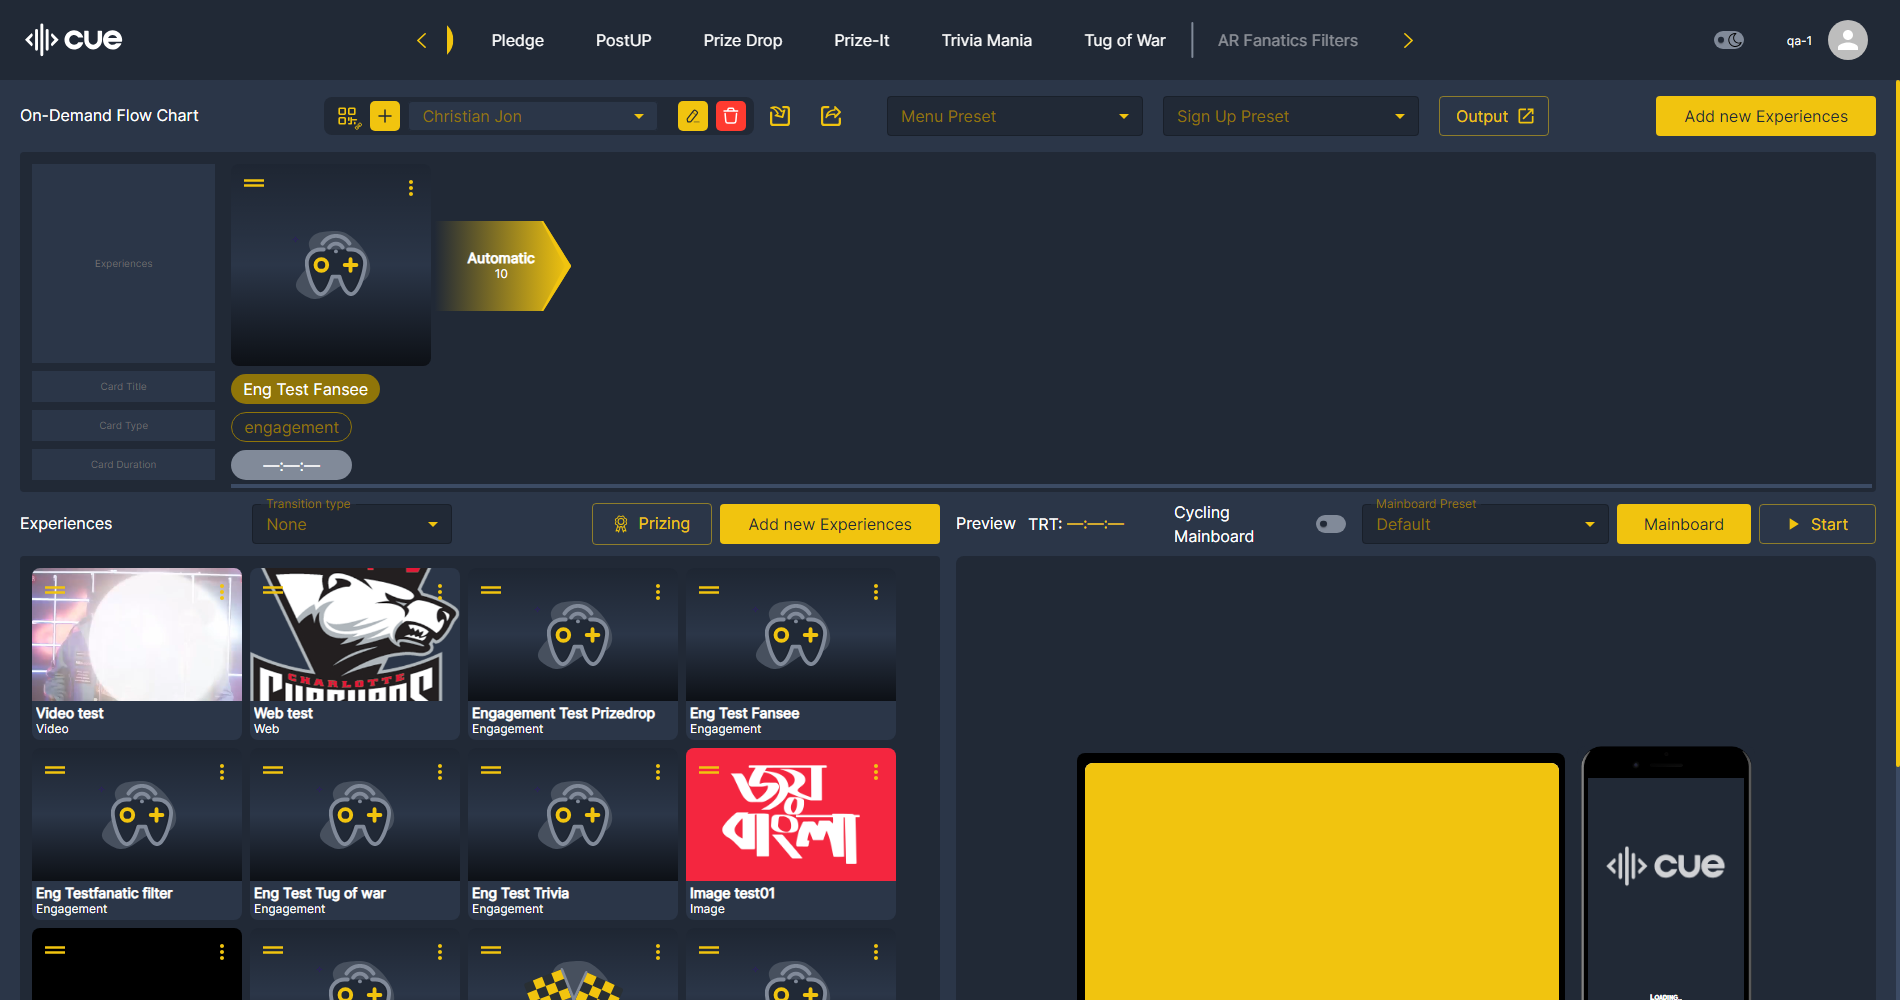 cue
Pledge
PostUP
Prize Drop
Prize-It
Trivia Mania
Tug of War
AR Fanatics Filters
qa-1
On-Demand Flow Chart
Christian Jon
Menu Preset
Sign Up Preset
Output
Add new Experiences
Experiences
Automatic
10
Card Title
Eng Test Fansee
Card Type
engagement
Card Duration
—:—:—
Experiences
Transition type
None
Prizing
Add new Experiences
Preview
TRT: —:—:—
Cycling
Mainboard
Mainboard Preset
Default
Mainboard
Start
CHARLOTTE
Video test
Video
Web test
Web
Engagement Test Prizedrop
Engagement
Eng Test Fansee
Engagement
জয়
বাংলা
Eng Testfanatic filter
Engagement
Eng Test Tug of war
Engagement
Eng Test Trivia
Engagement
Image test01
Image
cue
LOADING